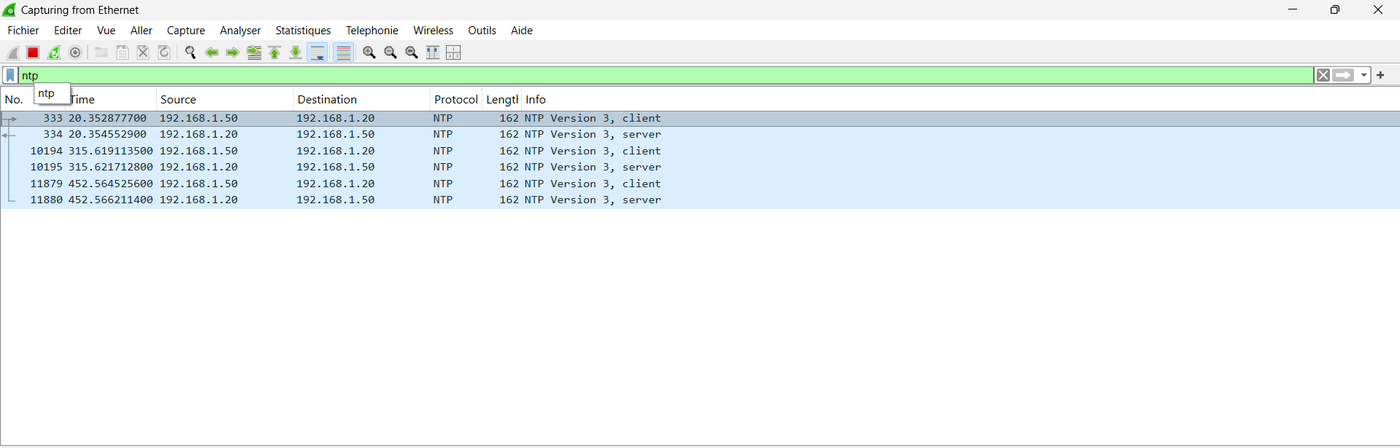 Capturing from Ethernet
Fichier Editer Vue Aller Capture Analyser Statistiques Telephonie Wireless Outils Aide
ntp
ntp
No. Time Source Destination Protocol Lengtl Info
333 20.352877700 192.168.1.50 192.168.1.20 NTP 162 NTP Version 3, client
334 20.354552900 192.168.1.20 192.168.1.50 NTP 162 NTP Version 3, server
10194 315.619113500 192.168.1.50 192.168.1.20 NTP 162 NTP Version 3, client
10195 315.621712800 192.168.1.20 192.168.1.50 NTP 162 NTP Version 3, server
11879 452.564525600 192.168.1.50 192.168.1.20 NTP 162 NTP Version 3, client
11880 452.566211400 192.168.1.20 192.168.1.50 NTP 162 NTP Version 3, server